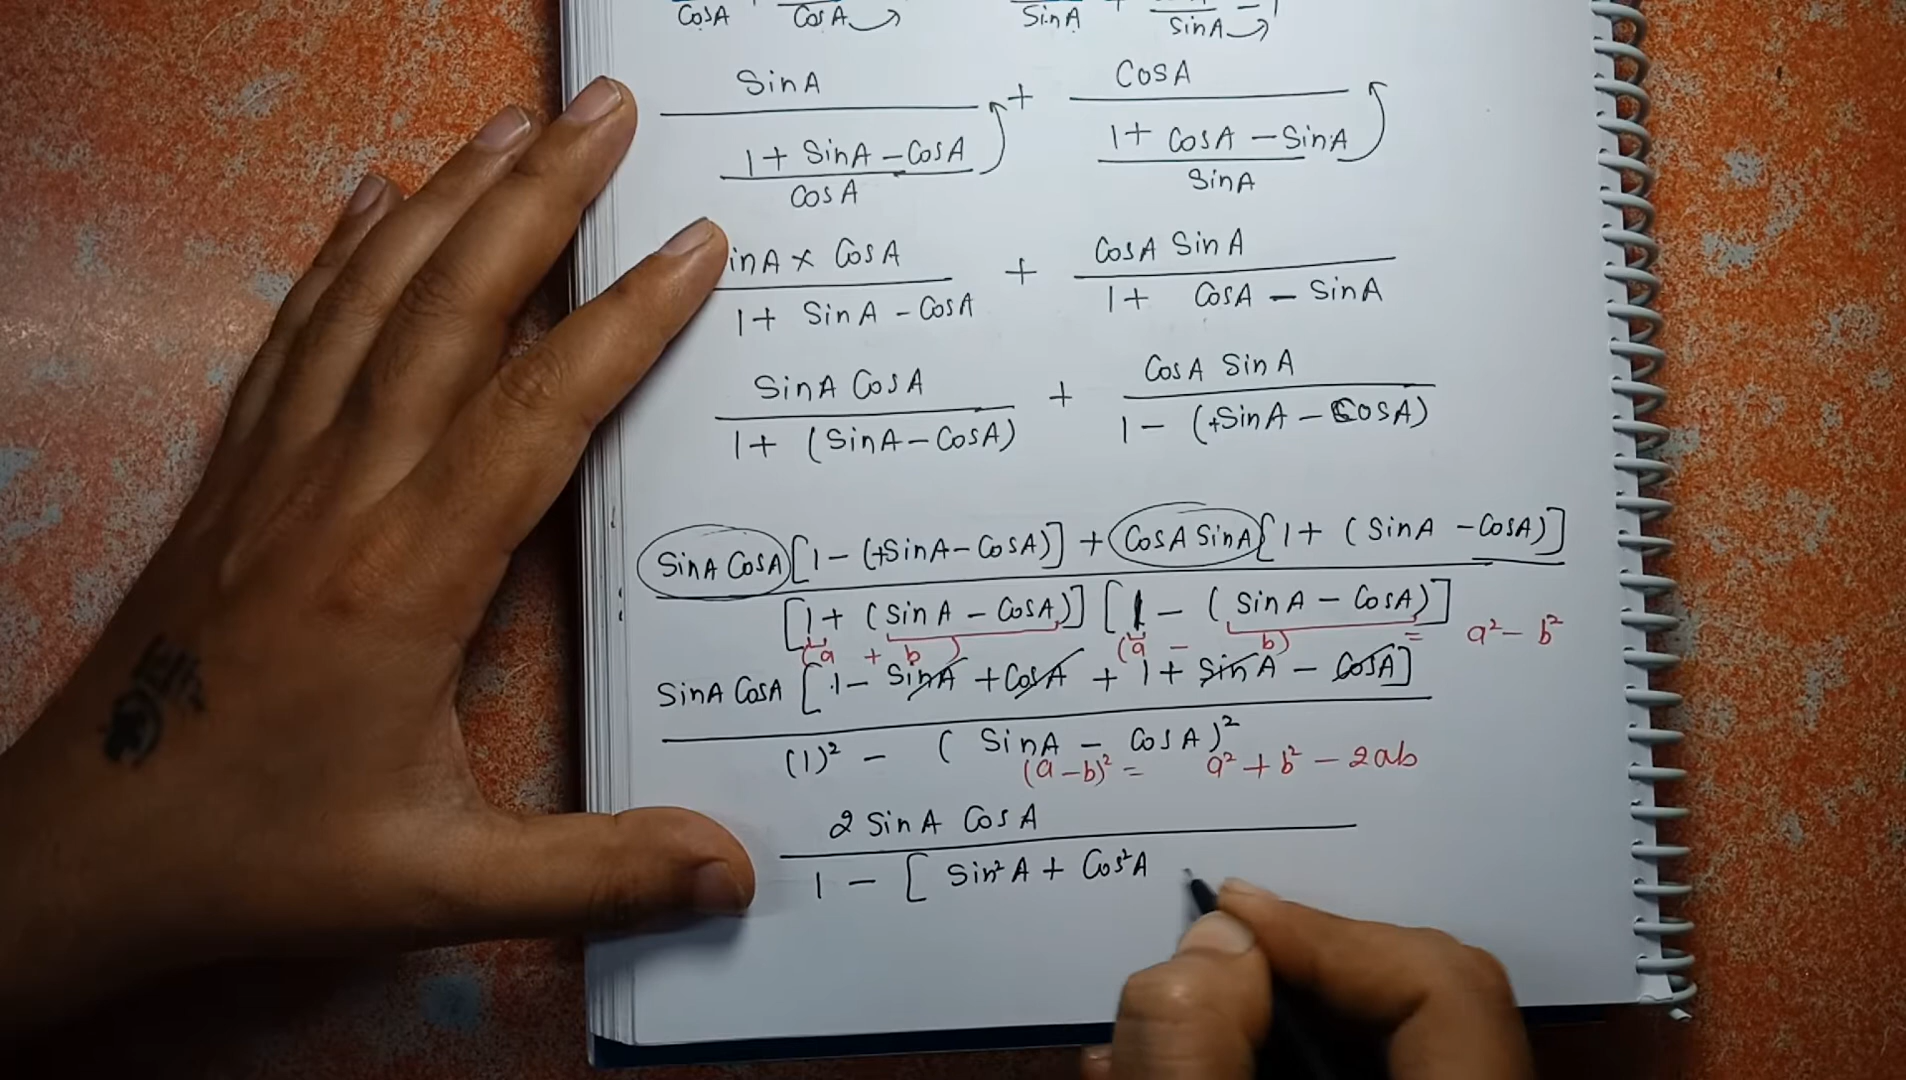 CosA CosA SinA + SinA - 1
SinA + CosA
1 + SinA - CosA 1 + CosA - SinA
CosA SinA
inA × CosA + CosA SinA
1 + SinA - CosA 1 + CosA - SinA
SinA CosA + CosA SinA
1 + (SinA - CosA) 1 - (+SinA - CosA)
SinA CosA [1 - (+SinA - CosA)] + CosA SinA [1 + (SinA - CosA)]
[1 + (SinA - CosA)] [1 - (SinA - CosA)]
(a + b) (a - b) = a² - b²
SinA CosA [1 - SinA + CosA + 1 + SinA - CosA]
(1)² - (SinA - CosA)²
(a - b)² = a² + b² - 2ab
2 SinA CosA
1 - [Sin²A + Cos²A